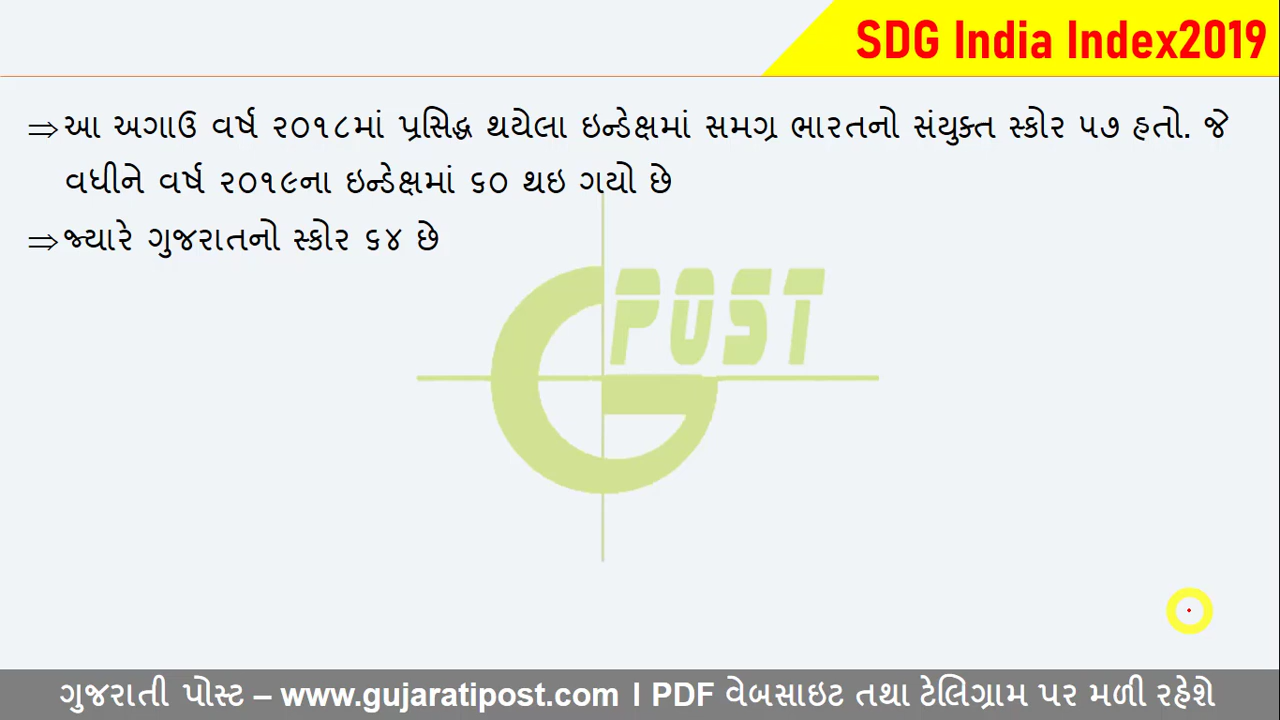 SDG India Index2019
⇒આ અગાઉ વર્ષ ૨૦૧૮માં પ્રસિદ્ધ થયેલા ઇન્ડેક્ષમાં સમગ્ર ભારતનો સંયુક્ત સ્કોર ૫૭ હતો. જે
વધીને વર્ષ ૨૦૧૯ના ઇન્ડેક્ષમાં ૬૦ થઇ ગયો છે
⇒જ્યારે ગુજરાતનો સ્કોર ૬૪ છે
G POST
ગુજરાતી પોસ્ટ – www.gujaratipost.com I PDF વેબસાઇટ તથા ટેલિગ્રામ પર મળી રહેશે